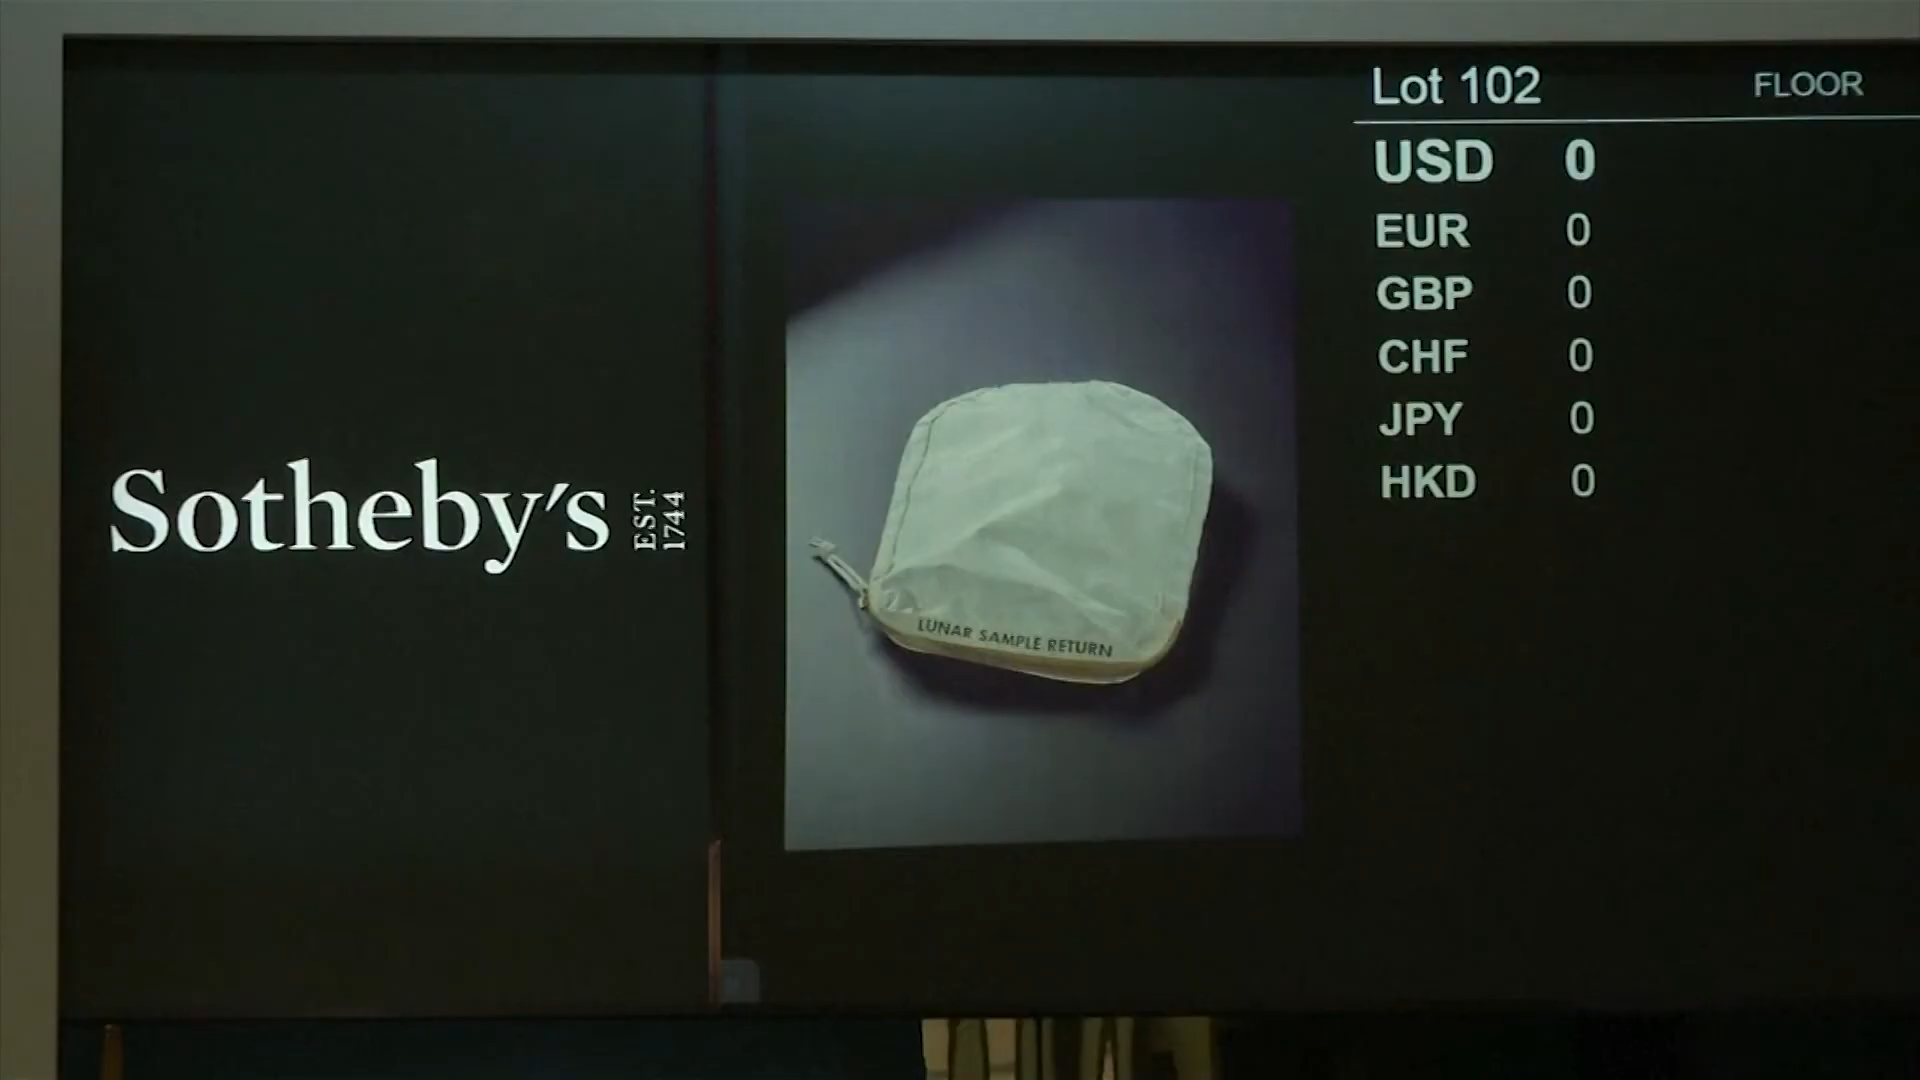 Sotheby's
EST.
1744
LUNAR SAMPLE RETURN
Lot 102 FLOOR
USD 0
EUR 0
GBP 0
CHF 0
JPY 0
HKD 0